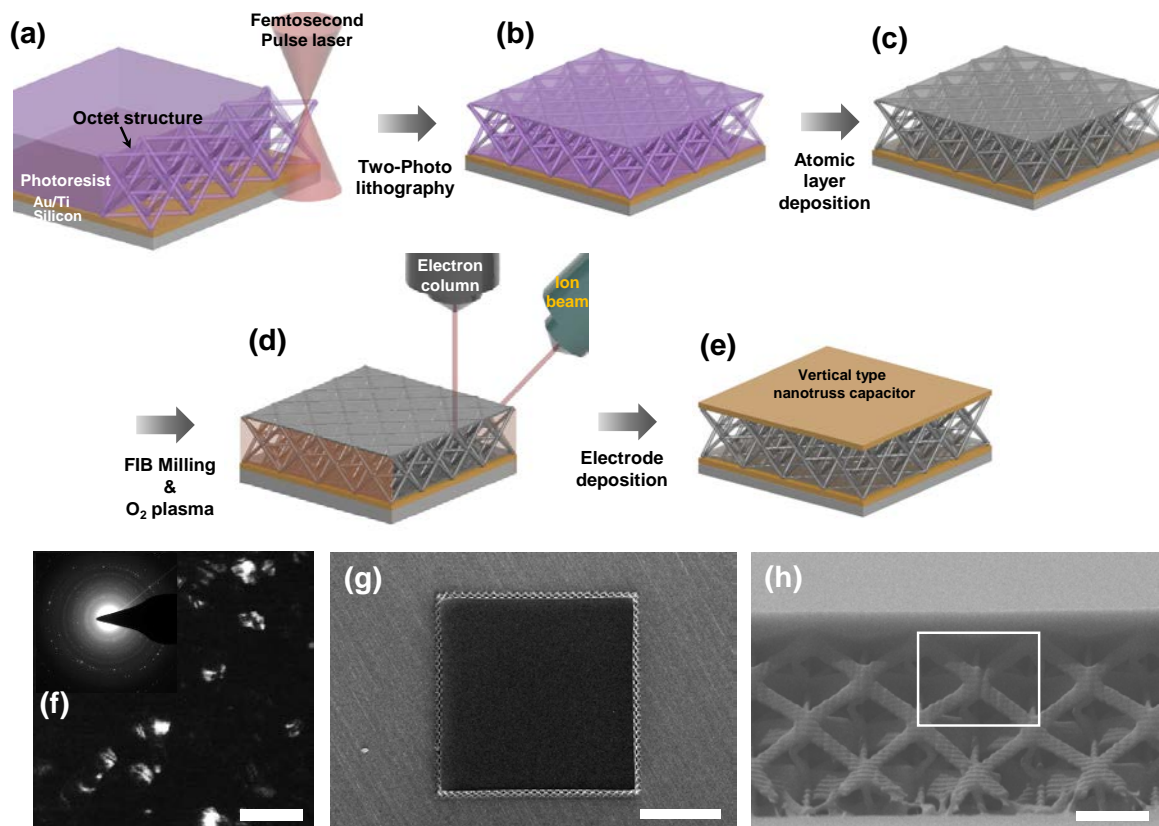 (a)
Femtosecond
Pulse laser
Octet structure
Photoresist
Au/Ti
Silicon
Two-Photo
lithography
(b)
Atomic
layer
deposition
(c)
FIB Milling
&
O₂ plasma
(d)
Electron
column
Ion
beam
Electrode
deposition
(e)
Vertical type
nanotruss capacitor
(f)
(g)
(h)